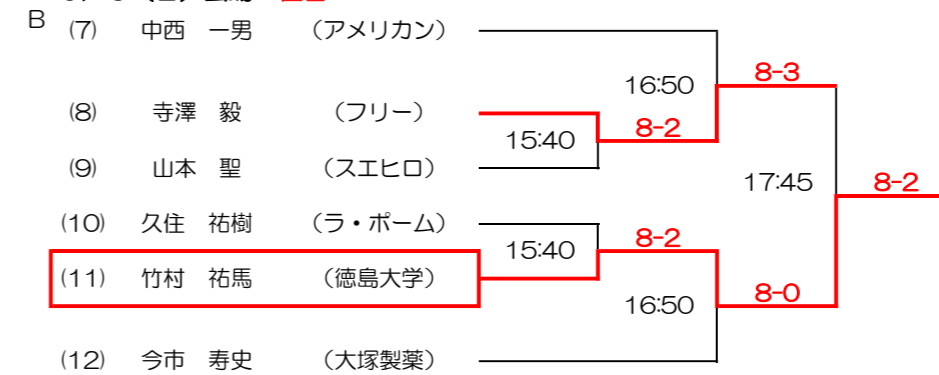 B
(7) 中西 一男 （アメリカン）
16:50
8-3
(8) 寺澤 毅 （フリー）
15:40
8-2
(9) 山本 聖 （スエヒロ）
17:45
8-2
(10) 久住 祐樹 （ラ・ポーム）
15:40
8-2
(11) 竹村 祐馬 （徳島大学）
16:50
8-0
(12) 今市 寿史 （大塚製薬）